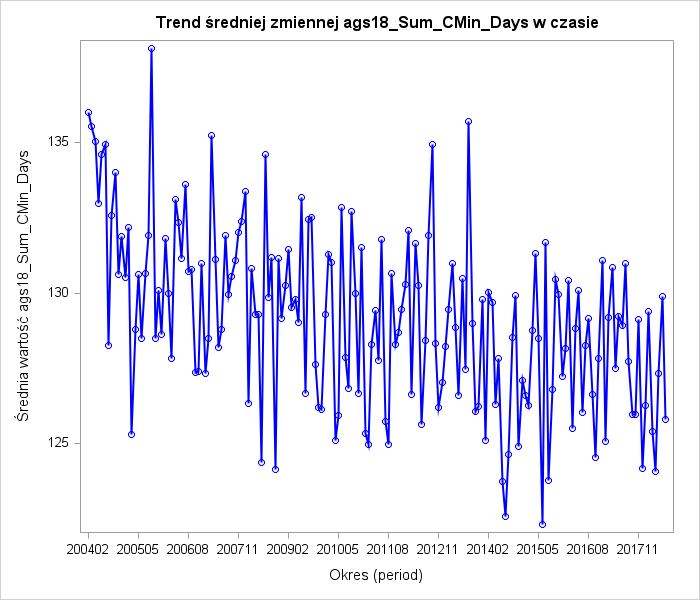 Trend średniej zmiennej ags18_Sum_CMin_Days w czasie
Średnia wartość ags18_Sum_CMin_Days
135
130
125
200402 200505 200608 200711 200902 201005 201108 201211 201402 201505 201608 201711
Okres (period)